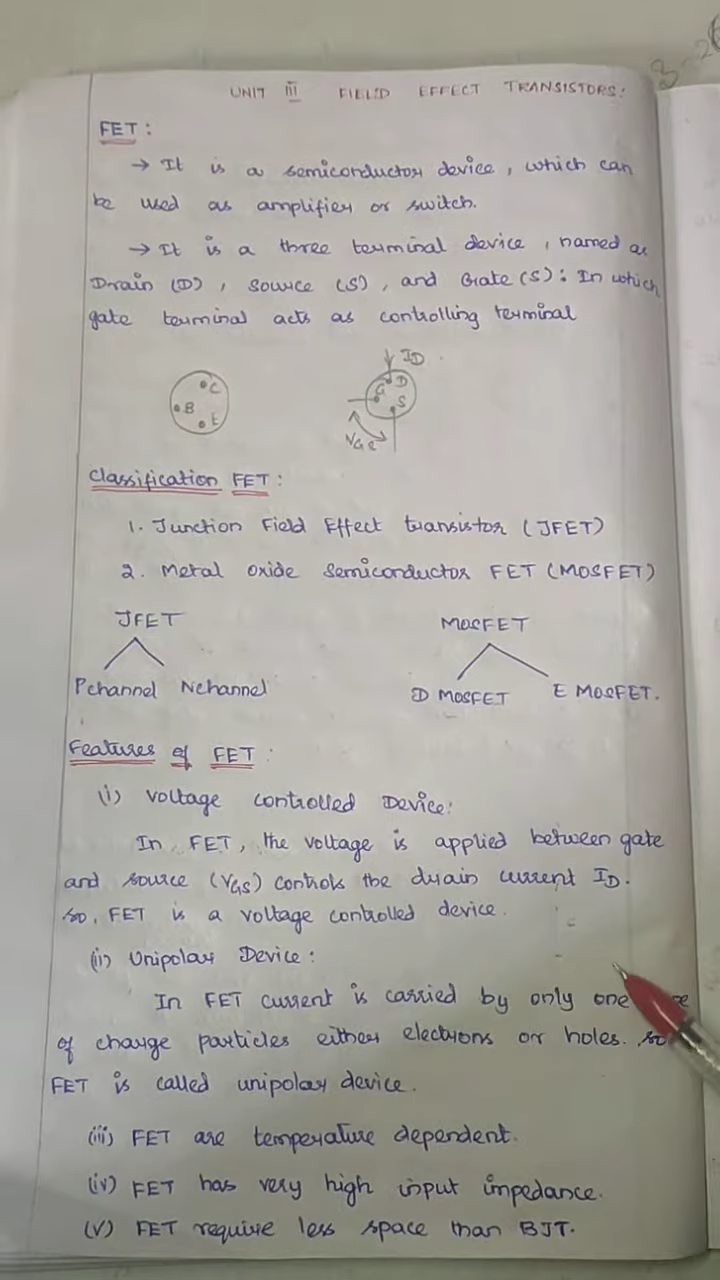 UNIT III FIELD EFFECT TRANSISTORS:
FET:
→ It is a semiconductor device, which can
be used as amplifier or switch.
→ It is a three terminal device, named as
Drain (D), Source (S), and Gate (S): In which
gate terminal acts as controlling terminal
ID
C
B
E
D
G
S
VGS
Classification FET:
1. Junction Field Effect transistor (JFET)
2. Metal Oxide Semiconductor FET (MOSFET)
JFET MOSFET
Pchannel Nchannel D MOSFET E MOSFET.
Features of FET:
(i) Voltage controlled Device:
In FET, the voltage is applied between gate
and source (VGS) controls the drain current ID.
so, FET is a voltage controlled device.
(ii) Unipolar Device:
In FET current is carried by only one
of charge particles either electrons or holes. so
FET is called unipolar device.
(iii) FET are temperature dependent.
(iv) FET has very high input impedance.
(v) FET require less space than BJT.